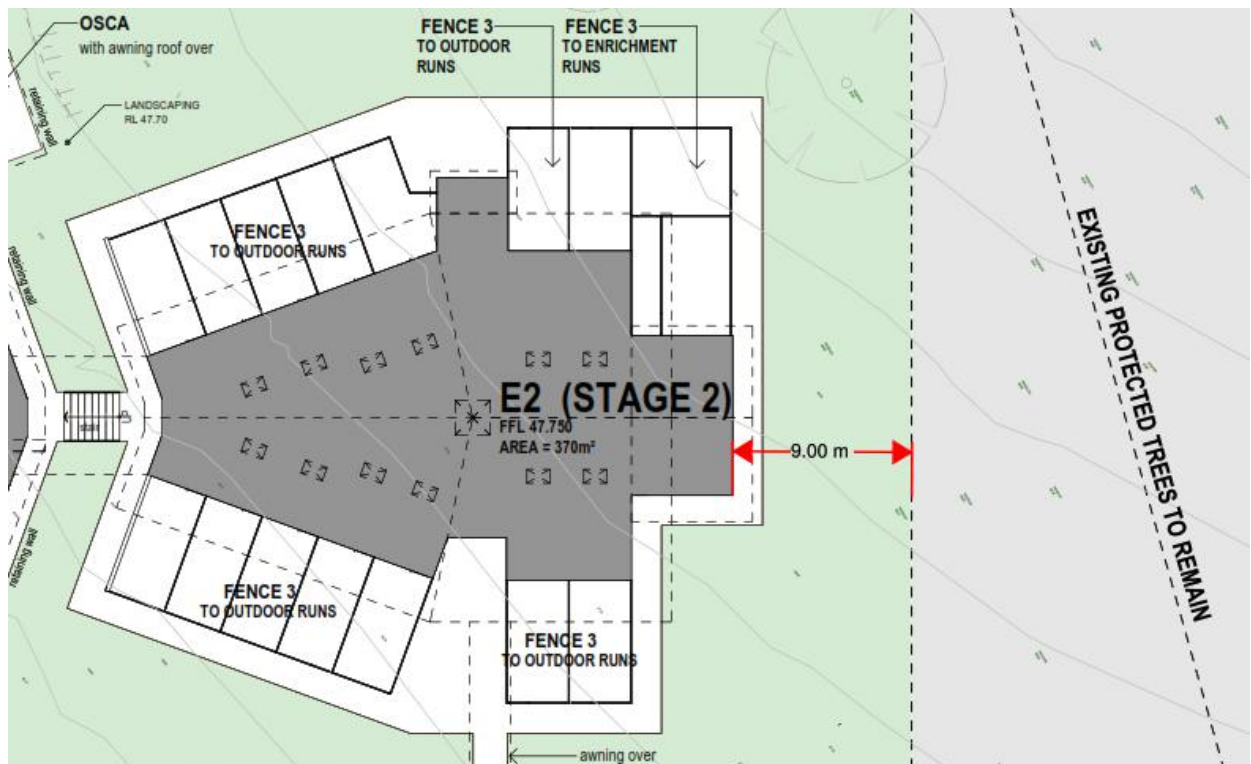 OSCA
with awning roof over
FENCE 3
TO OUTDOOR
RUNS
FENCE 3
TO ENRICHMENT
RUNS
retaining wall
LANDSCAPING
RL 47.70
FENCE 3
TO OUTDOOR RUNS
retaining wall
EXISTING PROTECTED TREES TO REMAIN
E2 (STAGE 2)
FFL 47.750
AREA = 370m²
stair
up
9.00 m
retaining wall
FENCE 3
TO OUTDOOR RUNS
FENCE 3
TO OUTDOOR RUNS
awning over